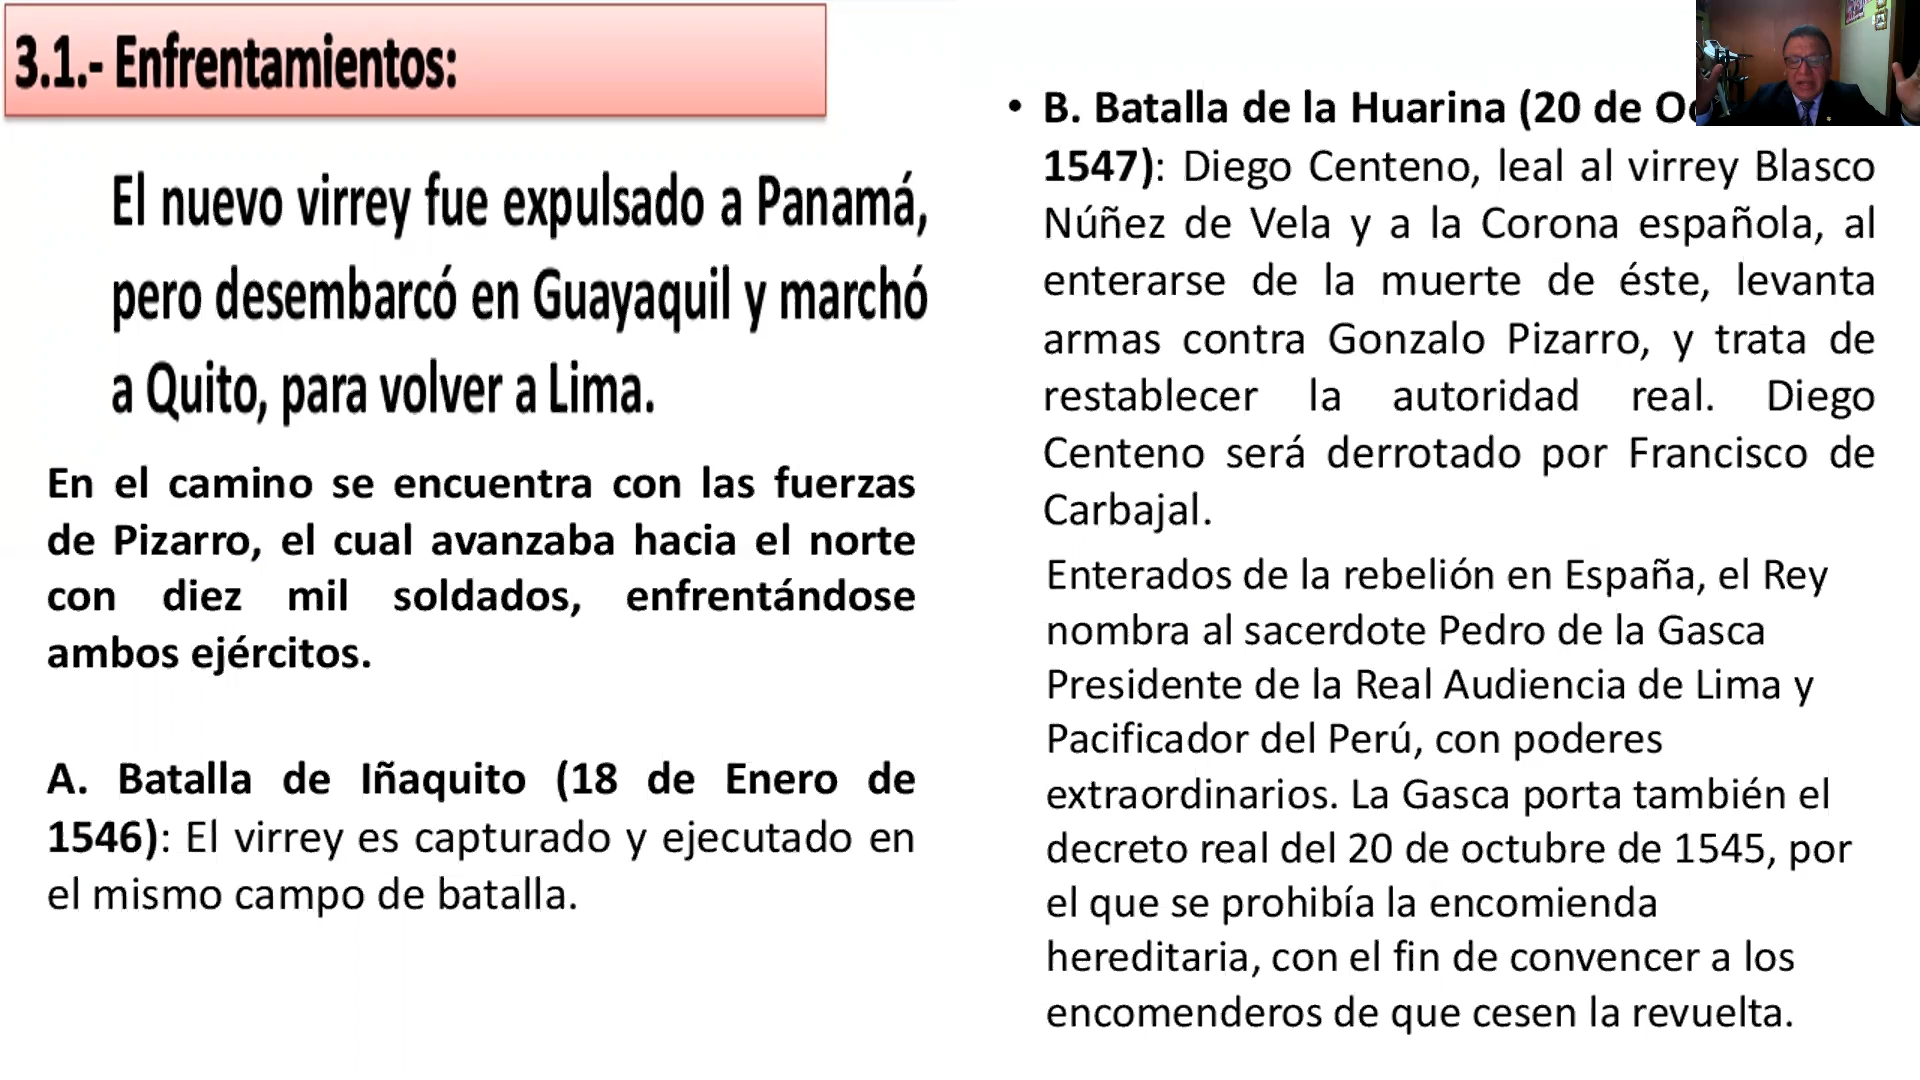 3.1.- Enfrentamientos:
El nuevo virrey fue expulsado a Panamá,
pero desembarcó en Guayaquil y marchó
a Quito, para volver a Lima.
En el camino se encuentra con las fuerzas
de Pizarro, el cual avanzaba hacia el norte
con diez mil soldados, enfrentándose
ambos ejércitos.
A. Batalla de Iñaquito (18 de Enero de
1546): El virrey es capturado y ejecutado en
el mismo campo de batalla.
• B. Batalla de la Huarina (20 de
1547): Diego Centeno, leal al virrey Blasco
Núñez de Vela y a la Corona española, al
enterarse de la muerte de éste, levanta
armas contra Gonzalo Pizarro, y trata de
restablecer la autoridad real. Diego
Centeno será derrotado por Francisco de
Carbajal.
Enterados de la rebelión en España, el Rey
nombra al sacerdote Pedro de la Gasca
Presidente de la Real Audiencia de Lima y
Pacificador del Perú, con poderes
extraordinarios. La Gasca porta también el
decreto real del 20 de octubre de 1545, por
el que se prohibía la encomienda
hereditaria, con el fin de convencer a los
encomenderos de que cesen la revuelta.